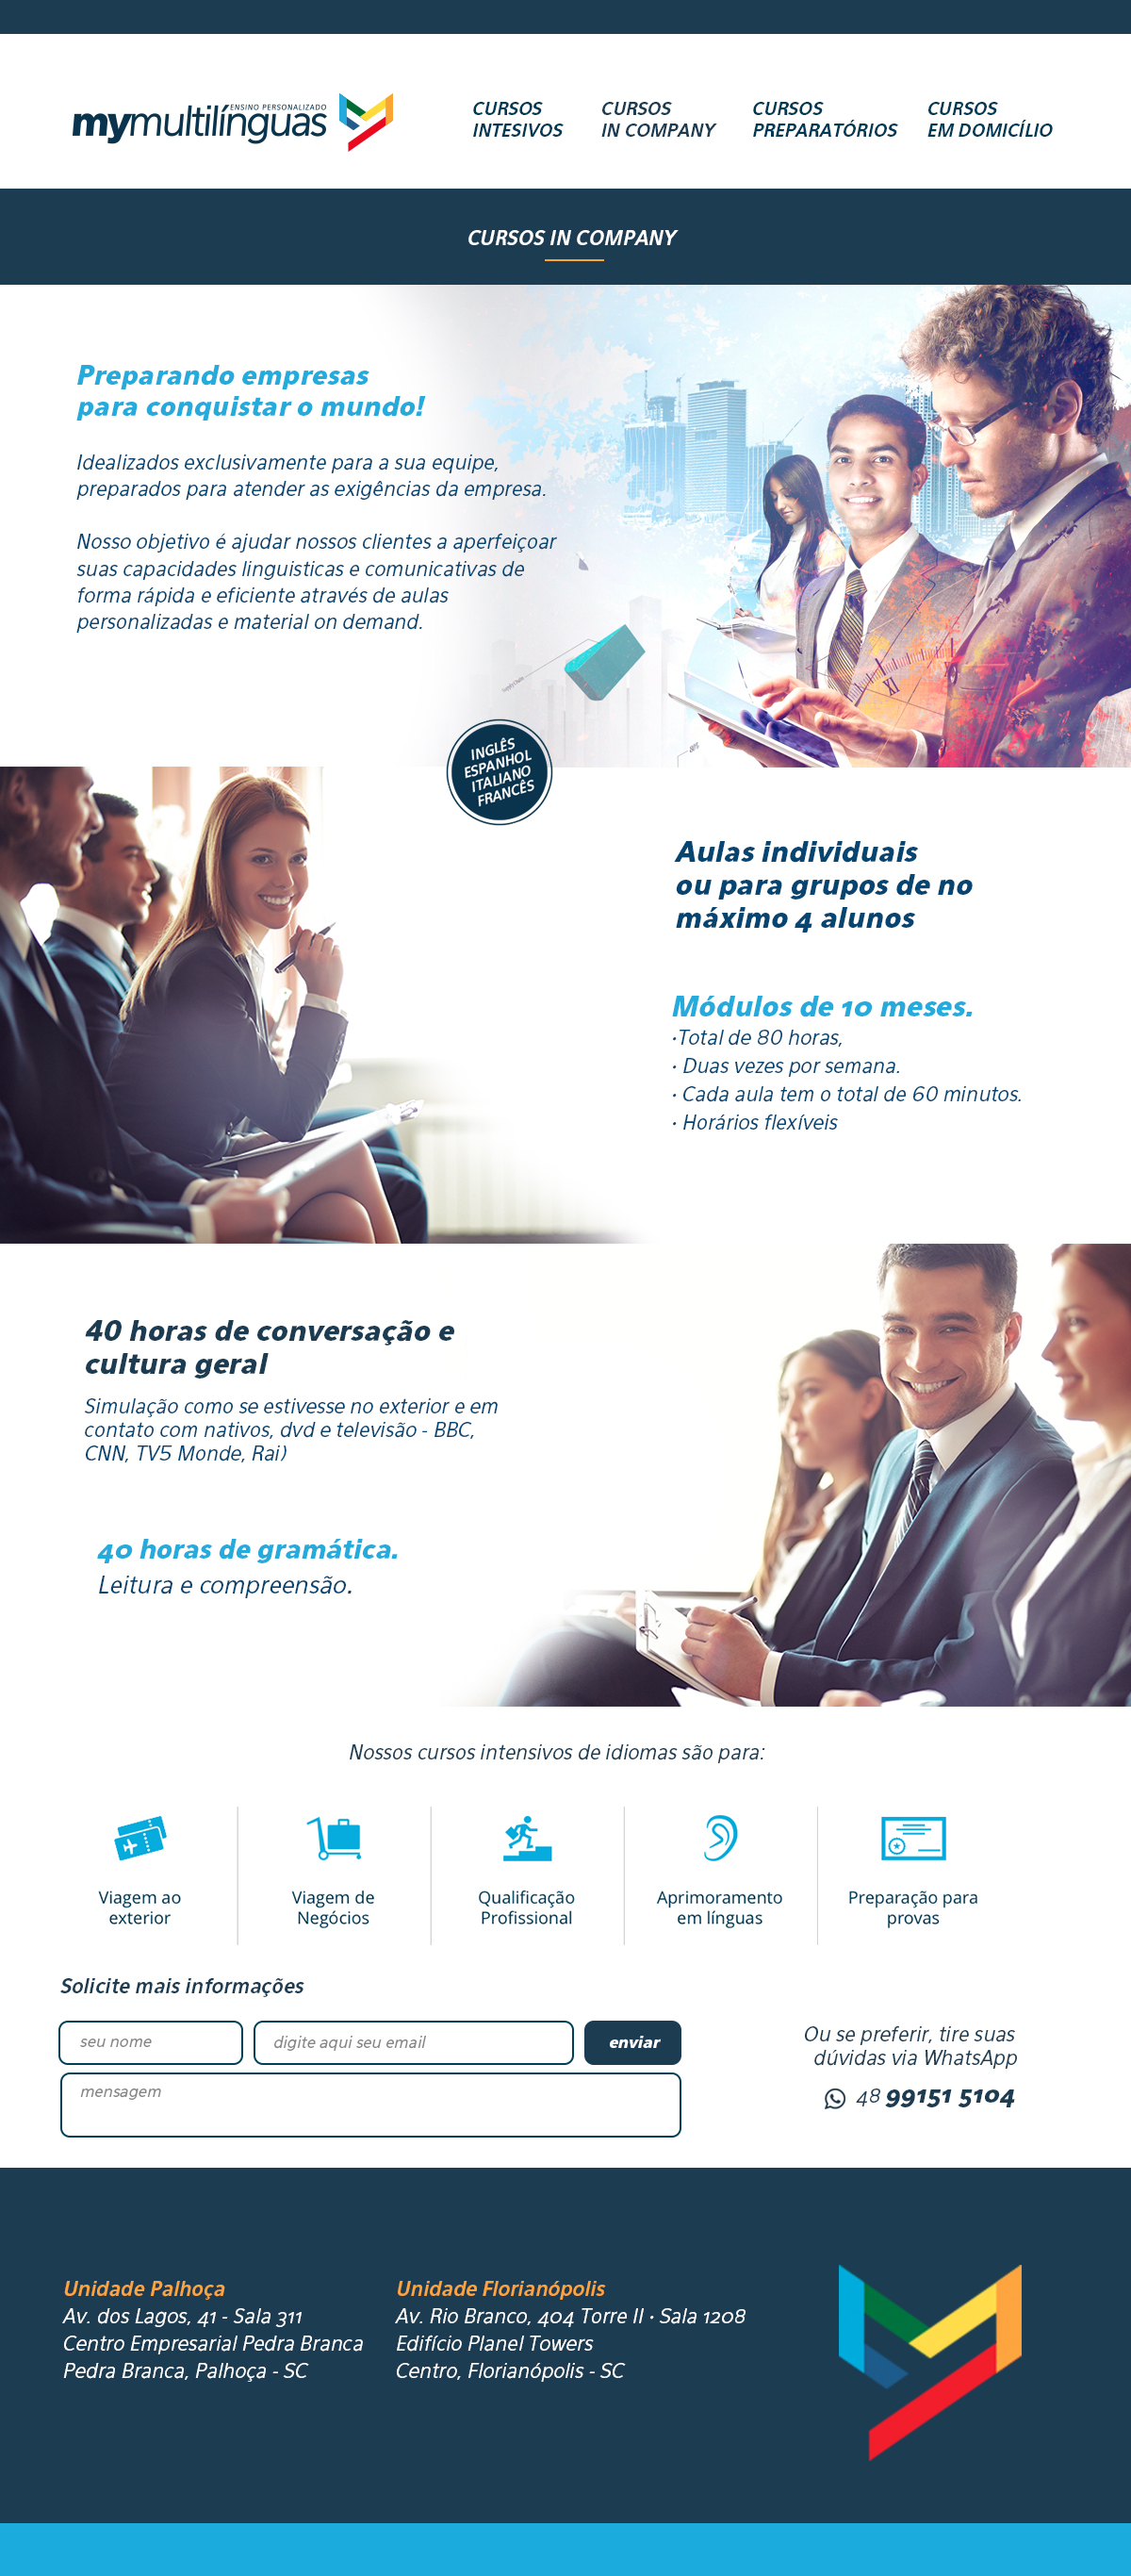 ENSINO PERSONALIZADO
mymultilínguas
CURSOS
INTESIVOS
CURSOS
IN COMPANY
CURSOS
PREPARATÓRIOS
CURSOS
EM DOMICÍLIO
CURSOS IN COMPANY
Preparando empresas
para conquistar o mundo!
Idealizados exclusivamente para a sua equipe,
preparados para atender as exigências da empresa.
Nosso objetivo é ajudar nossos clientes a aperfeiçoar
suas capacidades linguisticas e comunicativas de
forma rápida e eficiente através de aulas
personalizadas e material on demand.
XI
INGLÊS
ESPANHOL
ITALIANO
FRANCÊS
Aulas individuais
ou para grupos de no
máximo 4 alunos
Módulos de 10 meses.
•Total de 80 horas,
• Duas vezes por semana.
• Cada aula tem o total de 60 minutos.
• Horários flexíveis
40 horas de conversação e
cultura geral
Simulação como se estivesse no exterior e em
contato com nativos, dvd e televisão - BBC,
CNN, TV5 Monde, Rai)
40 horas de gramática.
Leitura e compreensão.
Nossos cursos intensivos de idiomas são para:
Viagem ao
exterior
Viagem de
Negócios
Qualificação
Profissional
Aprimoramento
em línguas
Preparação para
provas
Solicite mais informações
seu nome
digite aqui seu email
enviar
mensagem
Ou se preferir, tire suas
dúvidas via WhatsApp
48 99151 5104
Unidade Palhoça
Av. dos Lagos, 41 - Sala 311
Centro Empresarial Pedra Branca
Pedra Branca, Palhoça - SC
Unidade Florianópolis
Av. Rio Branco, 404 Torre II • Sala 1208
Edifício Planel Towers
Centro, Florianópolis - SC